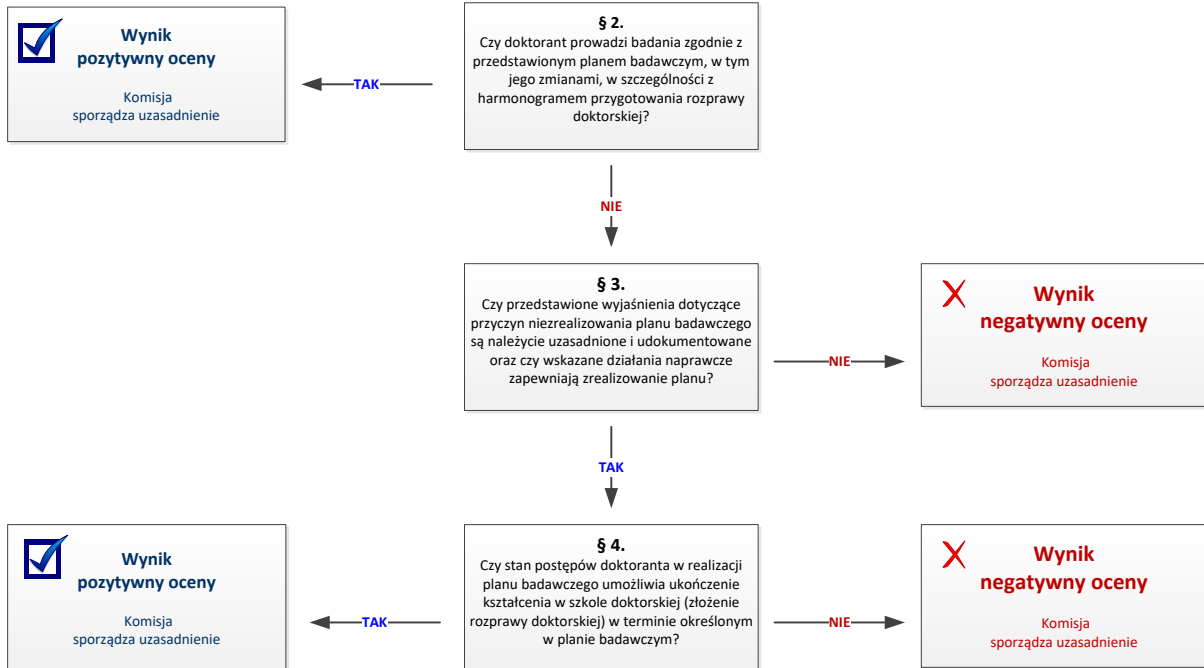 Wynik
pozytywny oceny
Komisja
sporządza uzasadnienie
TAK
§ 2.
Czy doktorant prowadzi badania zgodnie z
przedstawionym planem badawczym, w tym
jego zmianami, w szczególności z
harmonogramem przygotowania rozprawy
doktorskiej?
NIE
§ 3.
Czy przedstawione wyjaśnienia dotyczące
przyczyn niezrealizowania planu badawczego
są należycie uzasadnione i udokumentowane
oraz czy wskazane działania naprawcze
zapewniają zrealizowanie planu?
NIE
Wynik
negatywny oceny
Komisja
sporządza uzasadnienie
TAK
Wynik
pozytywny oceny
Komisja
sporządza uzasadnienie
TAK
§ 4.
Czy stan postępów doktoranta w realizacji
planu badawczego umożliwia ukończenie
kształcenia w szkole doktorskiej (złożenie
rozprawy doktorskiej) w terminie określonym
w planie badawczym?
NIE
Wynik
negatywny oceny
Komisja
sporządza uzasadnienie